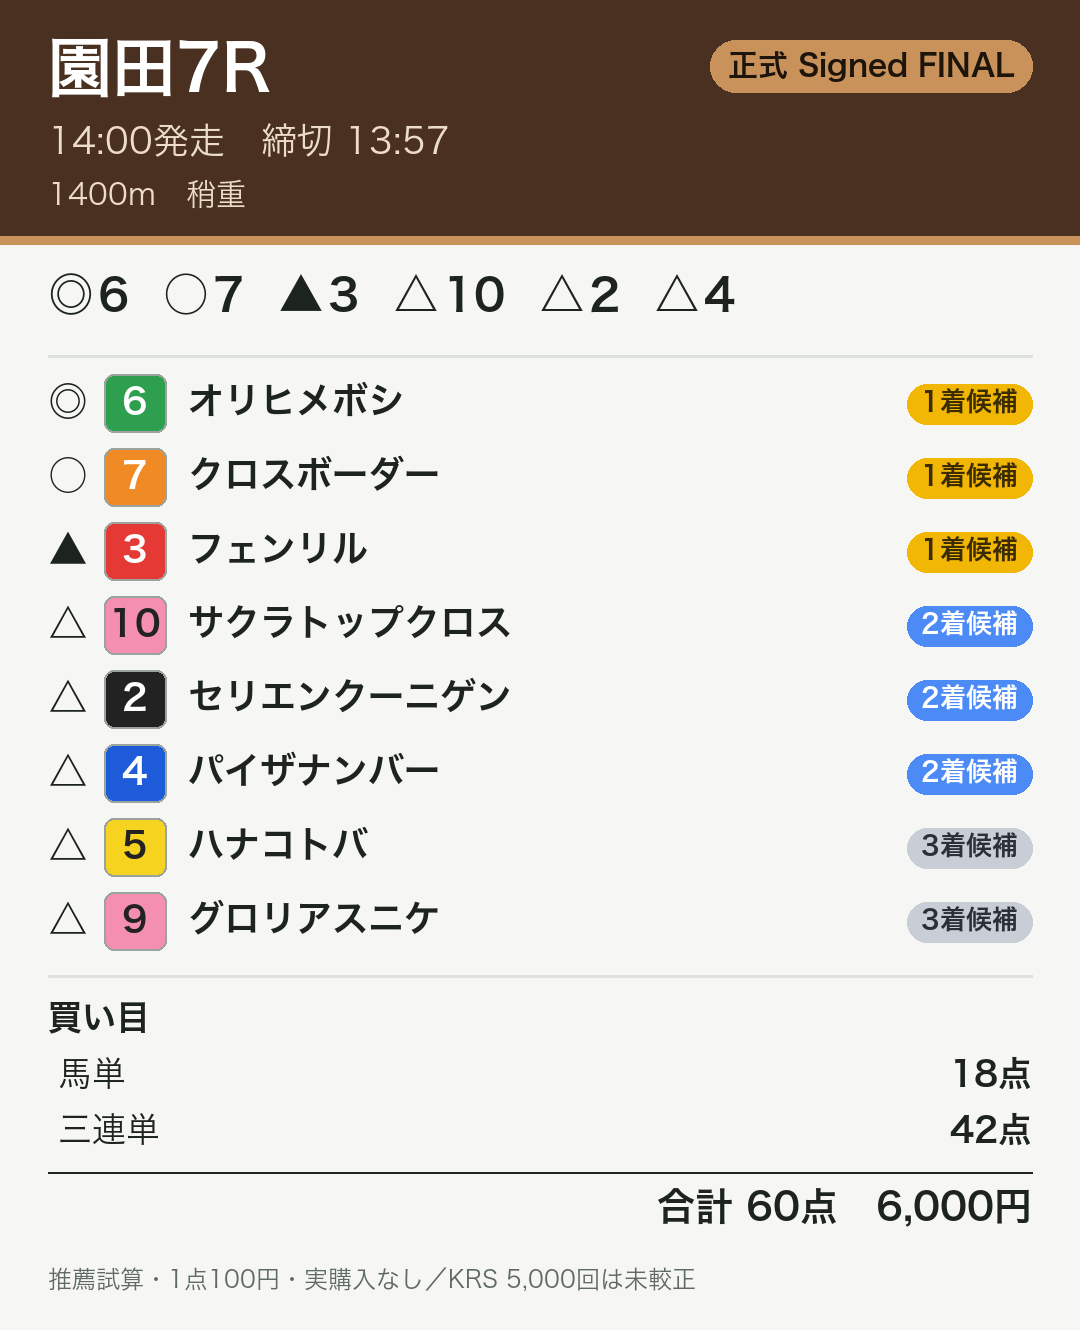 園田7R
正式 Signed FINAL
14:00発走　締切 13:57
1400m　稍重
◎6 ○7 ▲3 △10 △2 △4
◎ 6 オリヒメボシ 1着候補
○ 7 クロスボーダー 1着候補
▲ 3 フェンリル 1着候補
△ 10 サクラトップクロス 2着候補
△ 2 セリエンクーニゲン 2着候補
△ 4 パイザナンバー 2着候補
△ 5 ハナコトバ 3着候補
△ 9 グロリアスニケ 3着候補
買い目
馬単 18点
三連単 42点
合計 60点　6,000円
推薦試算・1点100円・実購入なし／KRS 5,000回は未較正